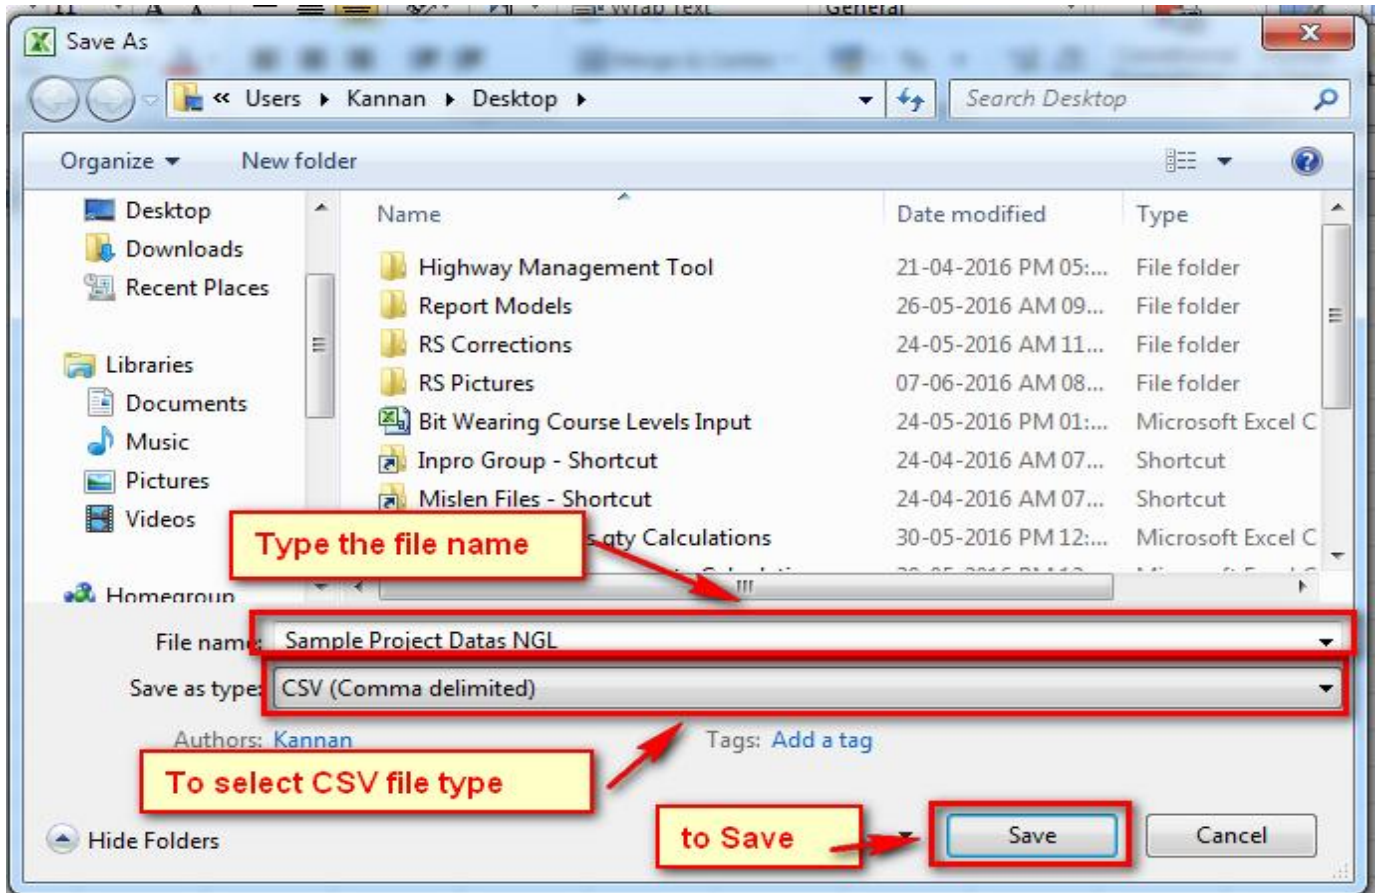 11 A A Wrap Text General
Save As
« Users ▸ Kannan ▸ Desktop ▸ Search Desktop
Organize ▾ New folder
Desktop
Downloads
Recent Places
Libraries
Documents
Music
Pictures
Videos
Homegroup
Name Date modified Type
Highway Management Tool 21-04-2016 PM 05:... File folder
Report Models 26-05-2016 AM 09... File folder
RS Corrections 24-05-2016 AM 11... File folder
RS Pictures 07-06-2016 AM 08... File folder
Bit Wearing Course Levels Input 24-05-2016 PM 01:... Microsoft Excel C
Inpro Group - Shortcut 24-04-2016 AM 07... Shortcut
Mislen Files - Shortcut 24-04-2016 AM 07... Shortcut
qty Calculations 30-05-2016 PM 12:... Microsoft Excel C
Type the file name
File name: Sample Project Datas NGL
Save as type: CSV (Comma delimited)
Authors: Kannan Tags: Add a tag
To select CSV file type
to Save
Hide Folders Save Cancel